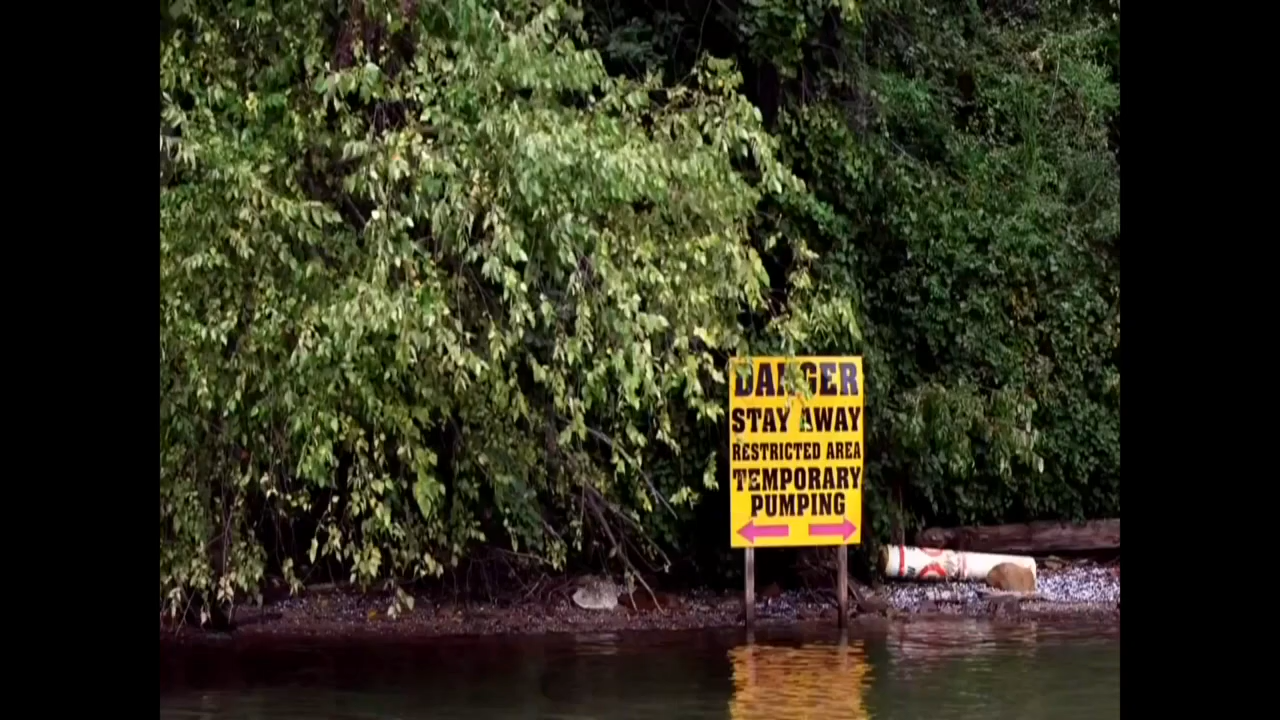 DANGER
STAY AWAY
RESTRICTED AREA
TEMPORARY
PUMPING